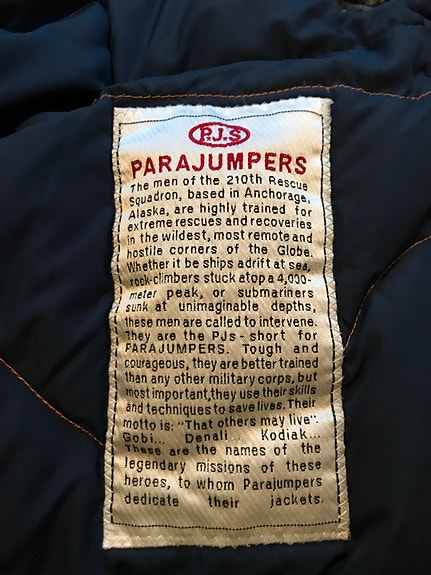 P.J.S
PARAJUMPERS
The men of the 210th Rescue
Squadron, based in Anchorage,
Alaska, are highly trained for
extreme rescues and recoveries
in the wildest, most remote and
hostile corners of the Globe.
Whether it be ships adrift at sea,
rock-climbers stuck atop a 4,000-
meter peak, or submariners
sunk at unimaginable depths,
these men are called to intervene.
They are the PJs - short for
PARAJUMPERS. Tough and
courageous, they are better trained
than any other military corps, but
most important,they use their skills
and techniques to save lives. Their
motto is: "That others may live".
Gobi... Denali... Kodiak...
These are the names of the
legendary missions of these
heroes, to whom Parajumpers
dedicate their jackets.